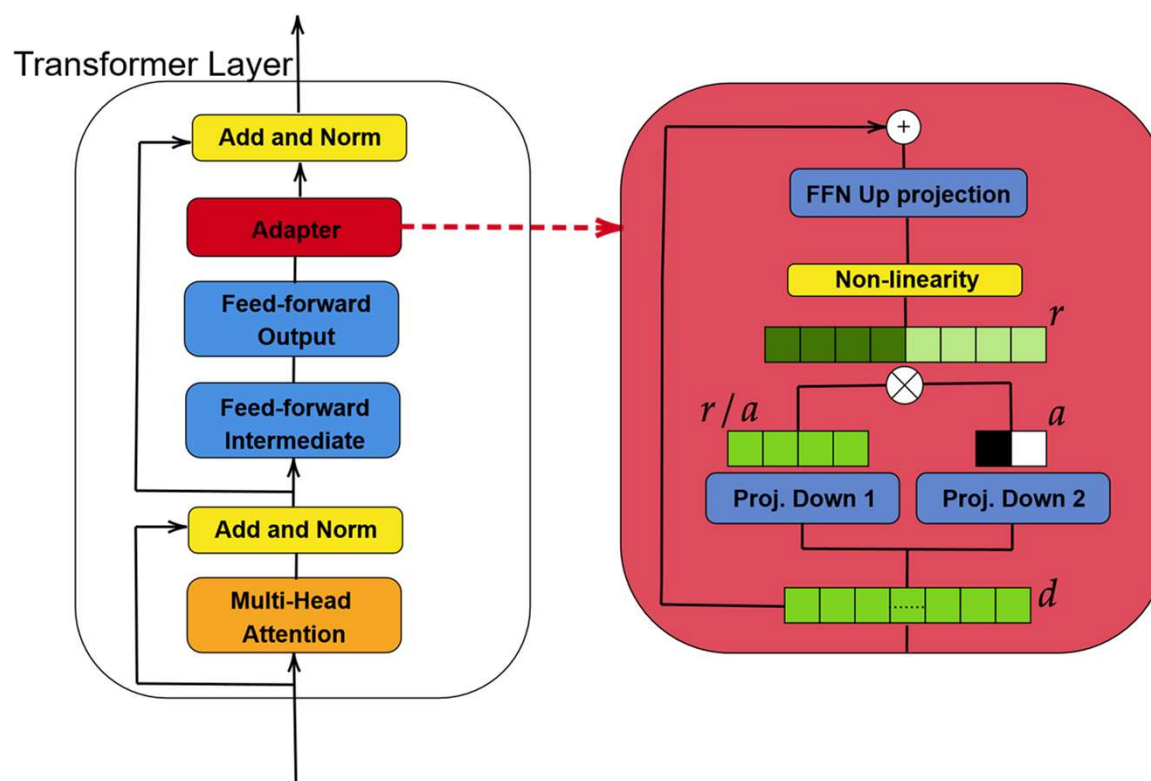 Transformer Layer
Add and Norm
Adapter
Feed-forward
Output
Feed-forward
Intermediate
Add and Norm
Multi-Head
Attention
+
FFN Up projection
Non-linearity
r
r / a
a
Proj. Down 1
Proj. Down 2
......
d